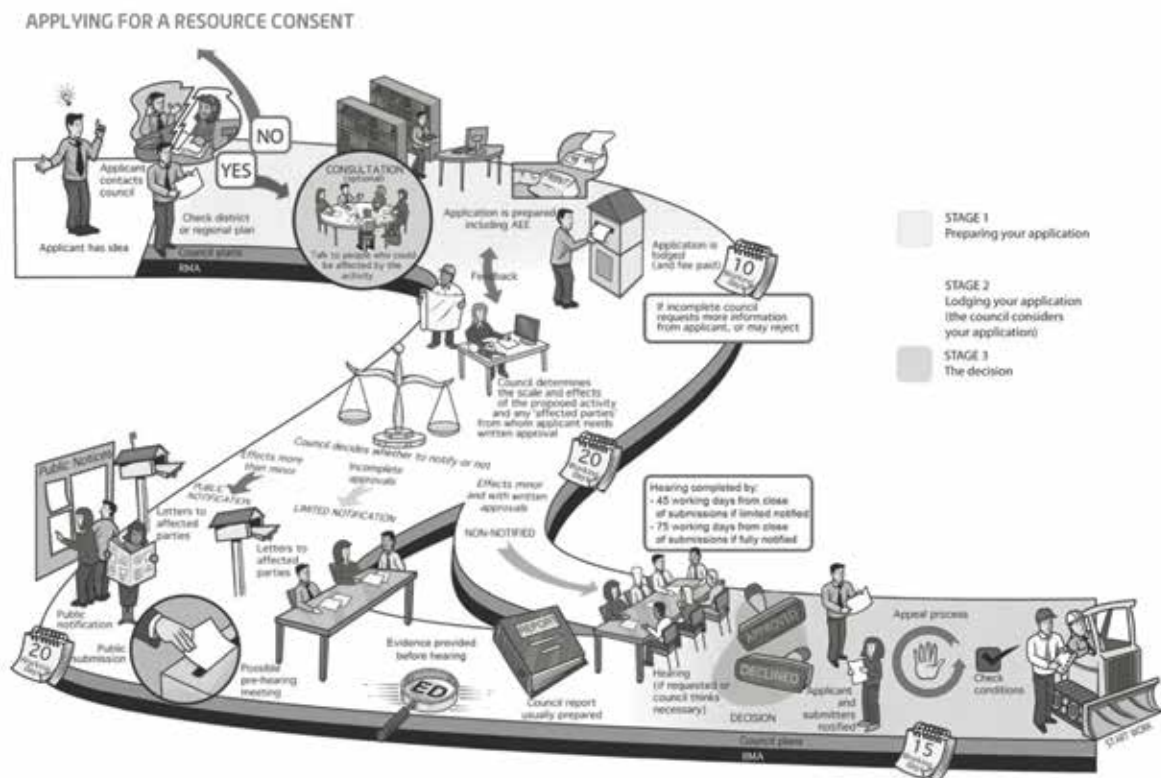 APPLYING FOR A RESOURCE CONSENT
Applicant has idea
Applicant
contacts
council
NO
YES
Check district
or regional plan
Council plans
RMA
CONSULTATION
(optional)
Talk to people who could
be affected by the
activity
Application is prepared
including AEE
PRINT
Feedback
Application is
lodged
(and fee paid)
10
working
days
If incomplete council
requests more information
from applicant, or may reject
STAGE 1
Preparing your application
STAGE 2
Lodging your application
(the council considers
your application)
STAGE 3
The decision
Council determines
the scale and effects
of the proposed activity
and any 'affected parties'
from whom applicant needs
written approval
20
working
days
Council decides whether to notify or not
Effects more
than minor
PUBLIC
NOTIFICATION
Incomplete
approvals
LIMITED NOTIFICATION
Effects minor
and with written
approvals
NON-NOTIFIED
Public Notices
Letters to
affected
parties
Letters to
affected
parties
Public
notification
20
working
days
Public
submission
Possible
pre-hearing
meeting
Evidence provided
before hearing
ED
REPORT
Council report
usually prepared
Hearing completed by:
- 45 working days from close
of submissions if limited notified
- 75 working days from close
of submissions if fully notified
Hearing
(if requested or
council thinks
necessary)
APPROVED
DECLINED
DECISION
Applicant
and
submitters
notified
Appeal process
Check
conditions
START WORK
Council plans
RMA
15
working
days